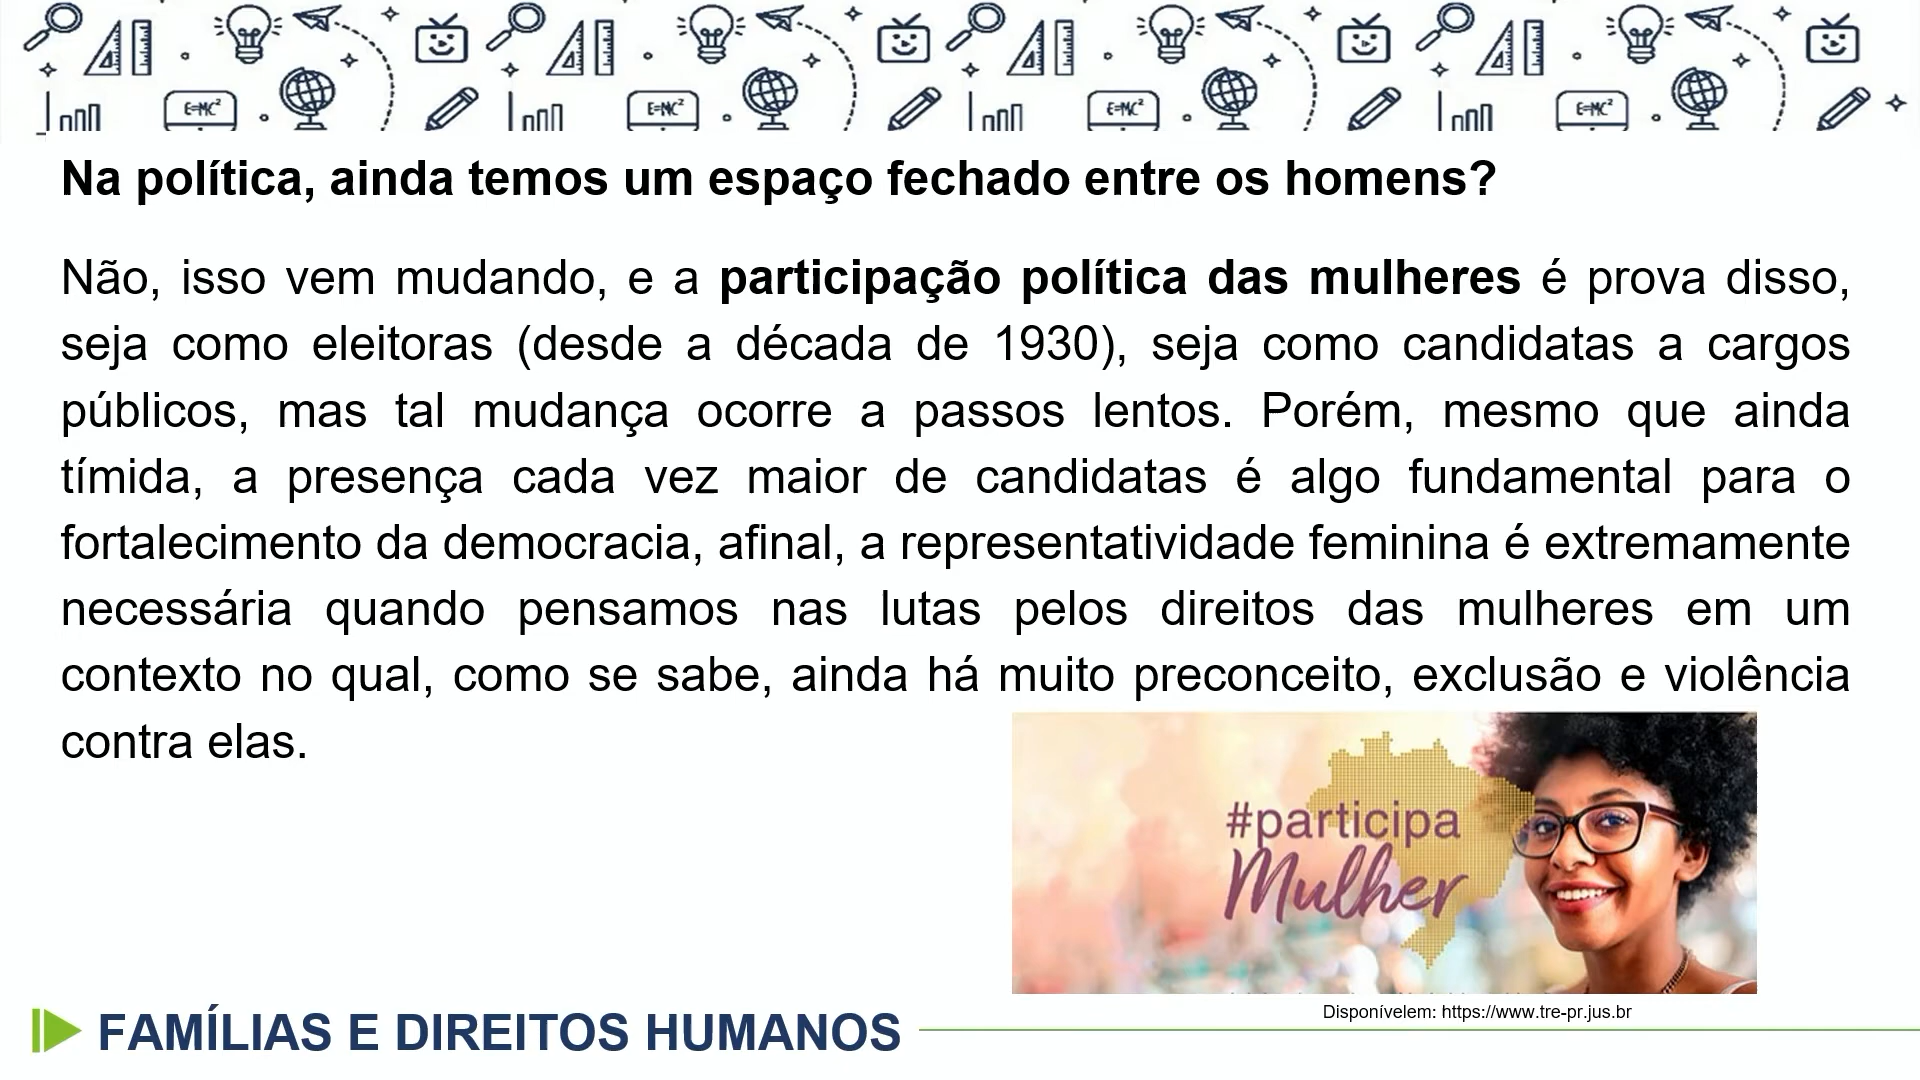 E=MC²
E=MC²
E=MC²
E=MC²
Na política, ainda temos um espaço fechado entre os homens?
Não, isso vem mudando, e a participação política das mulheres é prova disso,
seja como eleitoras (desde a década de 1930), seja como candidatas a cargos
públicos, mas tal mudança ocorre a passos lentos. Porém, mesmo que ainda
tímida, a presença cada vez maior de candidatas é algo fundamental para o
fortalecimento da democracia, afinal, a representatividade feminina é extremamente
necessária quando pensamos nas lutas pelos direitos das mulheres em um
contexto no qual, como se sabe, ainda há muito preconceito, exclusão e violência
contra elas.
#participa
Mulher
Disponívelem: https://www.tre-pr.jus.br
FAMÍLIAS E DIREITOS HUMANOS